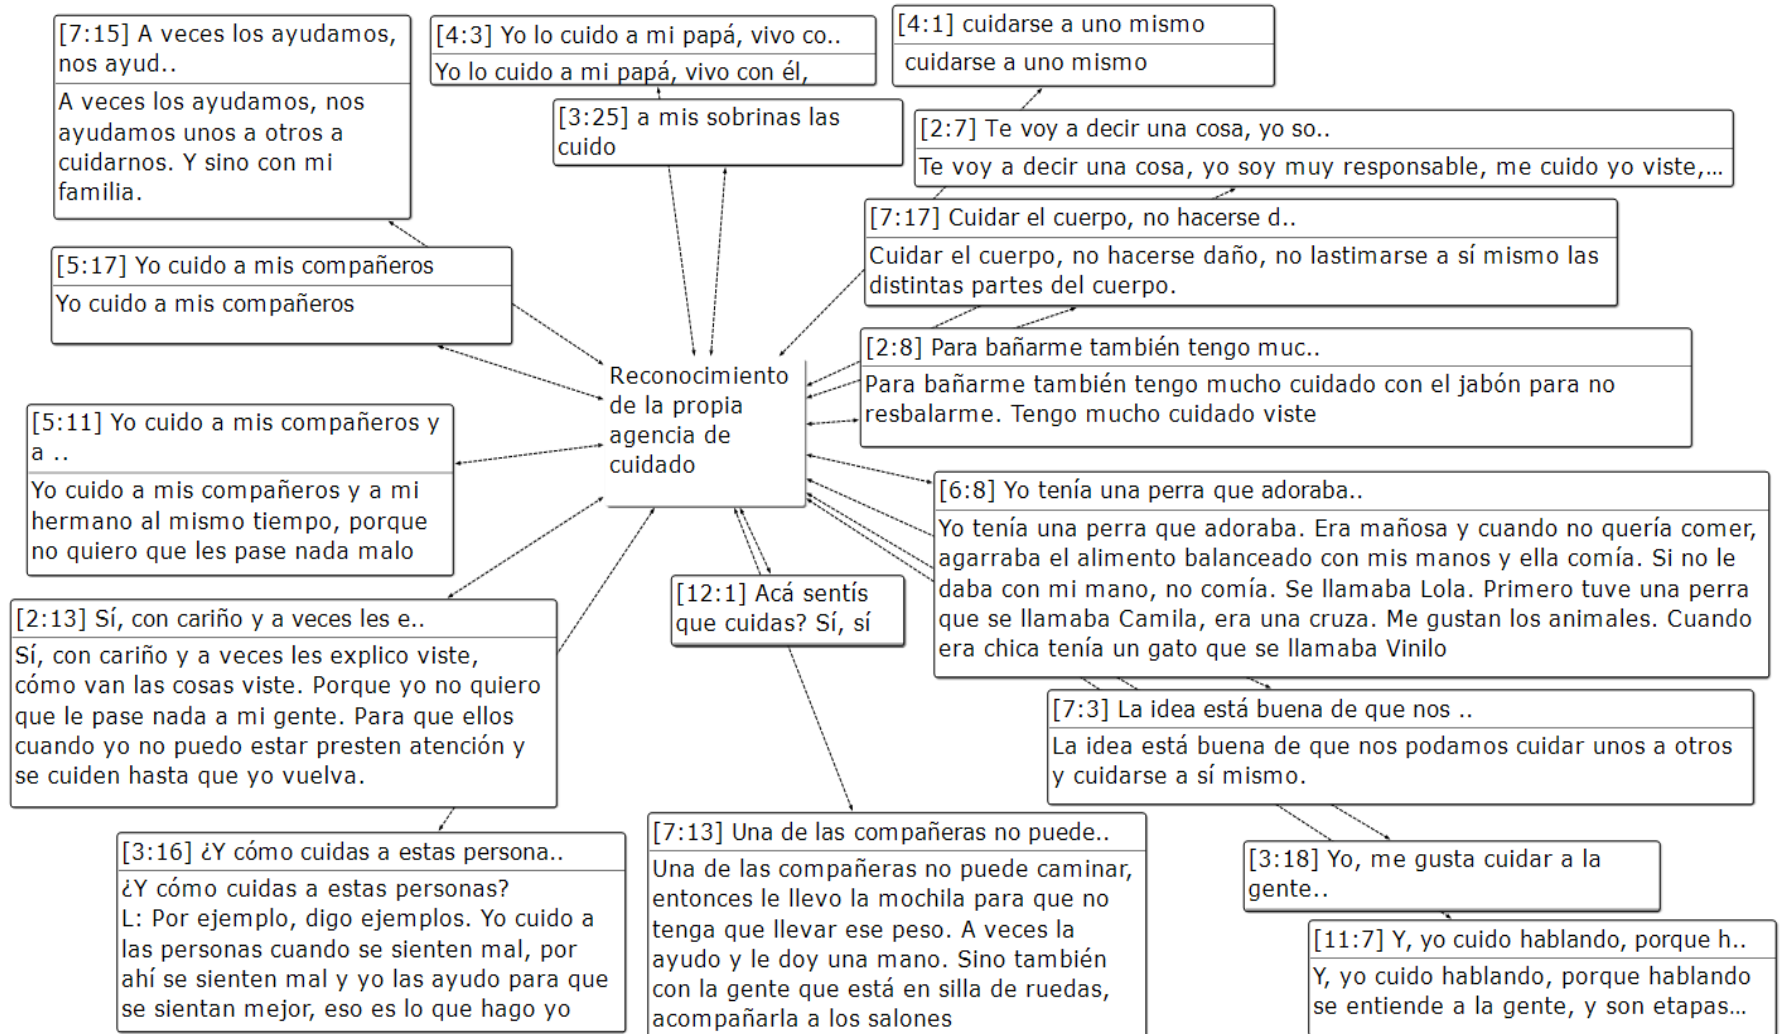 [7:15] A veces los ayudamos,
nos ayud..
A veces los ayudamos, nos
ayudamos unos a otros a
cuidarnos. Y sino con mi
familia.
[4:3] Yo lo cuido a mi papá, vivo co..
Yo lo cuido a mi papá, vivo con él,
[3:25] a mis sobrinas las
cuido
[4:1] cuidarse a uno mismo
cuidarse a uno mismo
[2:7] Te voy a decir una cosa, yo so..
Te voy a decir una cosa, yo soy muy responsable, me cuido yo viste,...
[7:17] Cuidar el cuerpo, no hacerse d..
Cuidar el cuerpo, no hacerse daño, no lastimarse a sí mismo las
distintas partes del cuerpo.
[5:17] Yo cuido a mis compañeros
Yo cuido a mis compañeros
[2:8] Para bañarme también tengo muc..
Para bañarme también tengo mucho cuidado con el jabón para no
resbalarme. Tengo mucho cuidado viste
Reconocimiento
de la propia
agencia de
cuidado
[5:11] Yo cuido a mis compañeros y
a ..
Yo cuido a mis compañeros y a mi
hermano al mismo tiempo, porque
no quiero que les pase nada malo
[6:8] Yo tenía una perra que adoraba..
Yo tenía una perra que adoraba. Era mañosa y cuando no quería comer,
agarraba el alimento balanceado con mis manos y ella comía. Si no le
daba con mi mano, no comía. Se llamaba Lola. Primero tuve una perra
que se llamaba Camila, era una cruza. Me gustan los animales. Cuando
era chica tenía un gato que se llamaba Vinilo
[12:1] Acá sentís
que cuidas? Sí, sí
[2:13] Sí, con cariño y a veces les e..
Sí, con cariño y a veces les explico viste,
cómo van las cosas viste. Porque yo no quiero
que le pase nada a mi gente. Para que ellos
cuando yo no puedo estar presten atención y
se cuiden hasta que yo vuelva.
[7:3] La idea está buena de que nos ..
La idea está buena de que nos podamos cuidar unos a otros
y cuidarse a sí mismo.
[3:16] ¿Y cómo cuidas a estas persona..
¿Y cómo cuidas a estas personas?
L: Por ejemplo, digo ejemplos. Yo cuido a
las personas cuando se sienten mal, por
ahí se sienten mal y yo las ayudo para que
se sientan mejor, eso es lo que hago yo
[7:13] Una de las compañeras no puede..
Una de las compañeras no puede caminar,
entonces le llevo la mochila para que no
tenga que llevar ese peso. A veces la
ayudo y le doy una mano. Sino también
con la gente que está en silla de ruedas,
acompañarla a los salones
[3:18] Yo, me gusta cuidar a la
gente..
[11:7] Y, yo cuido hablando, porque h..
Y, yo cuido hablando, porque hablando
se entiende a la gente, y son etapas...